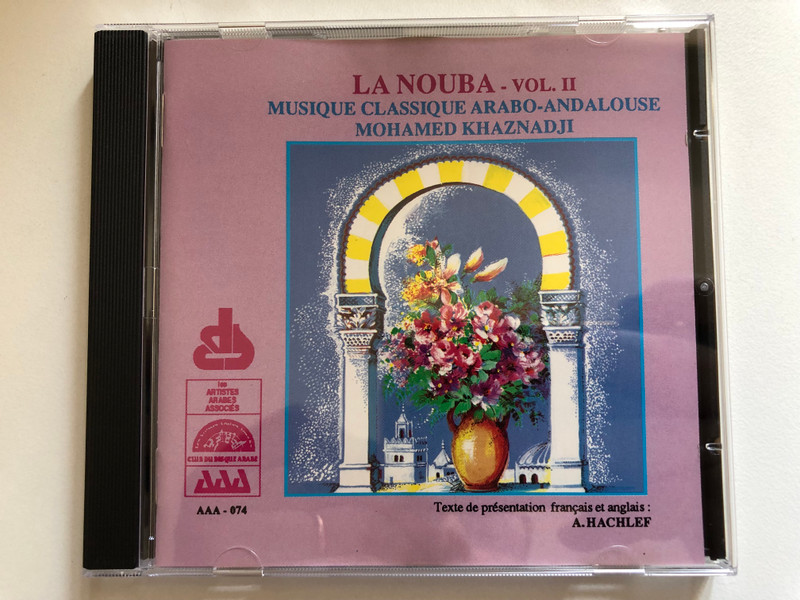 LA NOUBA - VOL. II
MUSIQUE CLASSIQUE ARABO-ANDALOUSE
MOHAMED KHAZNADJI
les
ARTISTES
ARABES
ASSOCIÉS
CLUB DU DISQUE ARABE
AAA
AAA - 074
Texte de présentation français et anglais :
A. HACHLEF